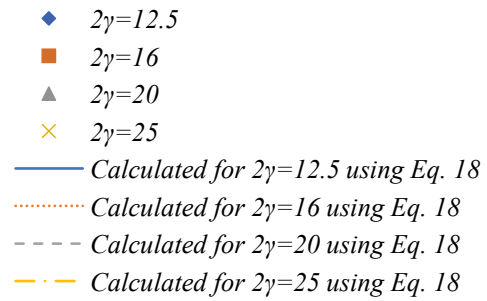 2γ=12.5
2γ=16
2γ=20
2γ=25
Calculated for 2γ=12.5 using Eq. 18
Calculated for 2γ=16 using Eq. 18
Calculated for 2γ=20 using Eq. 18
Calculated for 2γ=25 using Eq. 18